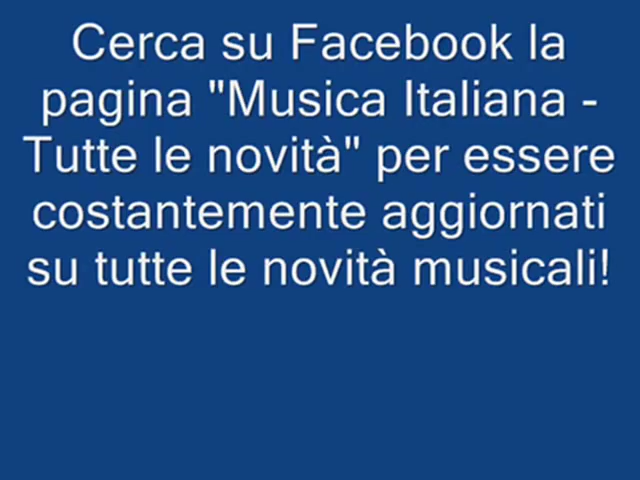 Cerca su Facebook la
pagina "Musica Italiana -
Tutte le novità" per essere
costantemente aggiornati
su tutte le novità musicali!